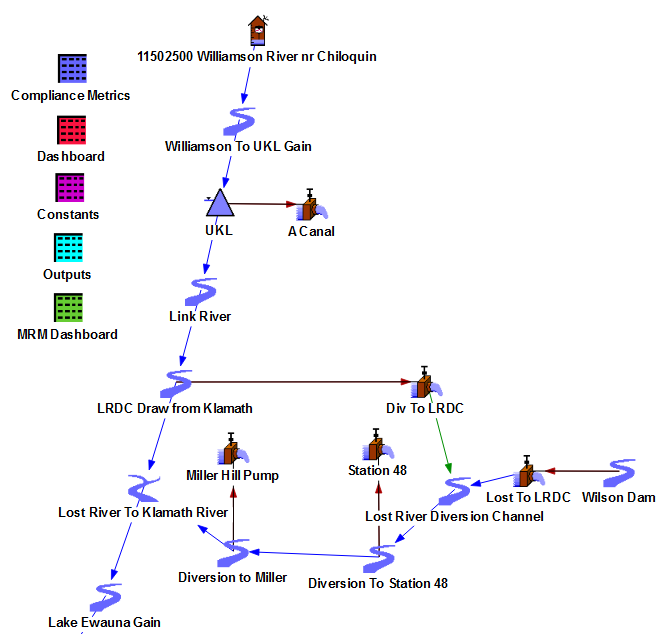 11502500 Williamson River nr Chiloquin
Compliance Metrics
Williamson To UKL Gain
Dashboard
Constants
UKL
A Canal
Outputs
Link River
MRM Dashboard
LRDC Draw from Klamath
Div To LRDC
Miller Hill Pump
Station 48
Lost To LRDC
Wilson Dam
Lost River To Klamath River
Lost River Diversion Channel
Diversion to Miller
Diversion To Station 48
Lake Ewauna Gain